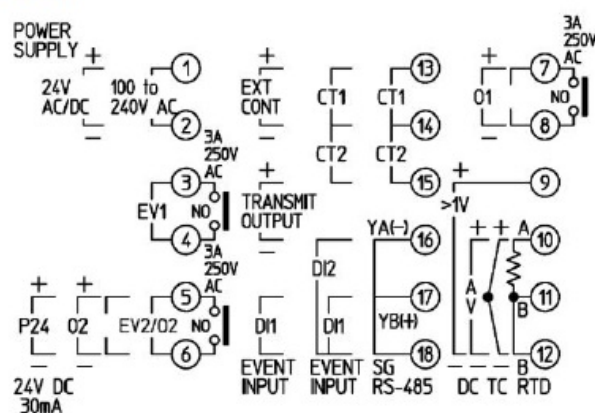 POWER SUPPLY
+ + + + 3A 250V AC
24V AC/DC
100 to 240V AC
1
2
EXT CONT
CT1
CT2
CT1
CT2
13
14
15
O1
7
8
NO
− − − −
3A 250V AC
+
3
4
EV1
NO
TRANSMIT OUTPUT
−
+
>1V
9
YA(−)
16
+ + A
10
DI2
17
A
V
B
11
3A 250V AC
+ + +
5
6
P24
O2
EV2/O2
NO
DI1
DI1
YB(+)
18
− − − −
− − − B
12
24V DC 30mA
EVENT INPUT
EVENT INPUT
SG
RS-485
DC TC RTD